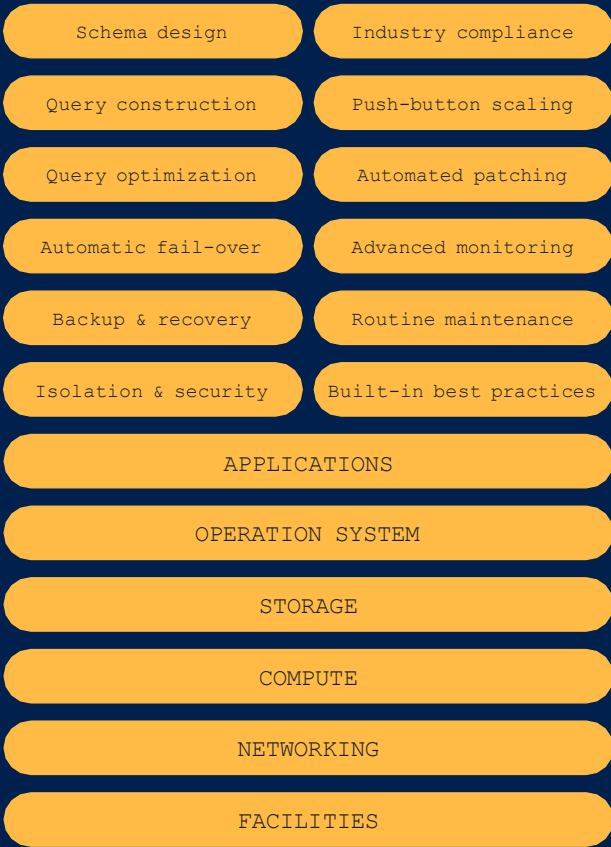 Schema design
Industry compliance
Query construction
Push-button scaling
Query optimization
Automated patching
Automatic fail-over
Advanced monitoring
Backup & recovery
Routine maintenance
Isolation & security
Built-in best practices
APPLICATIONS
OPERATION SYSTEM
STORAGE
COMPUTE
NETWORKING
FACILITIES